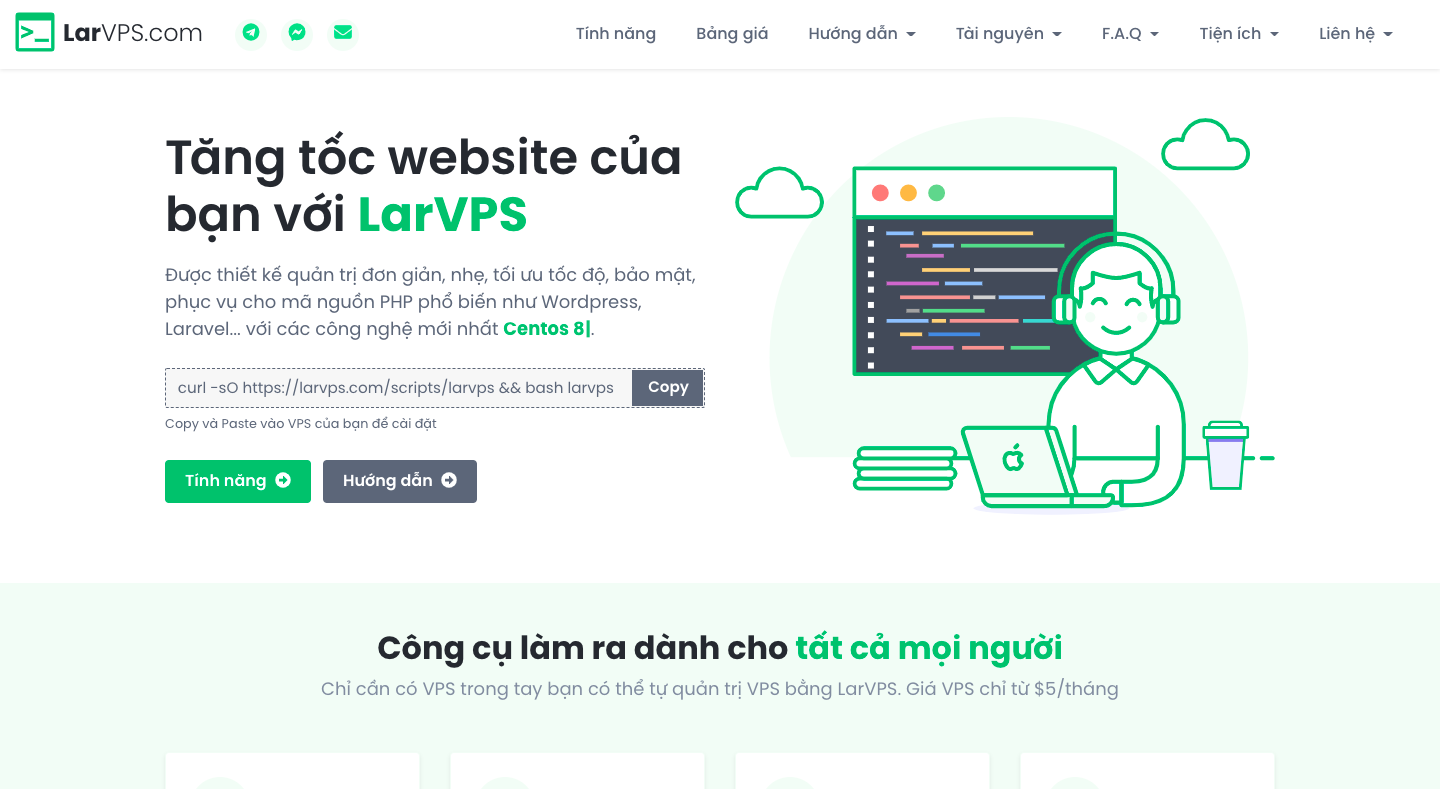 LarVPS.com
Tính năng
Bảng giá
Hướng dẫn
Tài nguyên
F.A.Q
Tiện ích
Liên hệ
Tăng tốc website của
bạn với LarVPS
Được thiết kế quản trị đơn giản, nhẹ, tối ưu tốc độ, bảo mật,
phục vụ cho mã nguồn PHP phổ biến như Wordpress,
Laravel... với các công nghệ mới nhất Centos 8|.
curl -sO https://larvps.com/scripts/larvps && bash larvps
Copy
Copy và Paste vào VPS của bạn để cài đặt
Tính năng
Hướng dẫn
Công cụ làm ra dành cho tất cả mọi người
Chỉ cần có VPS trong tay bạn có thể tự quản trị VPS bằng LarVPS. Giá VPS chỉ từ $5/tháng